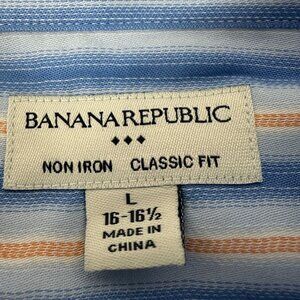 BANANA REPUBLIC
♦♦♦
NON IRON CLASSIC FIT
L
16-16½
MADE IN
CHINA